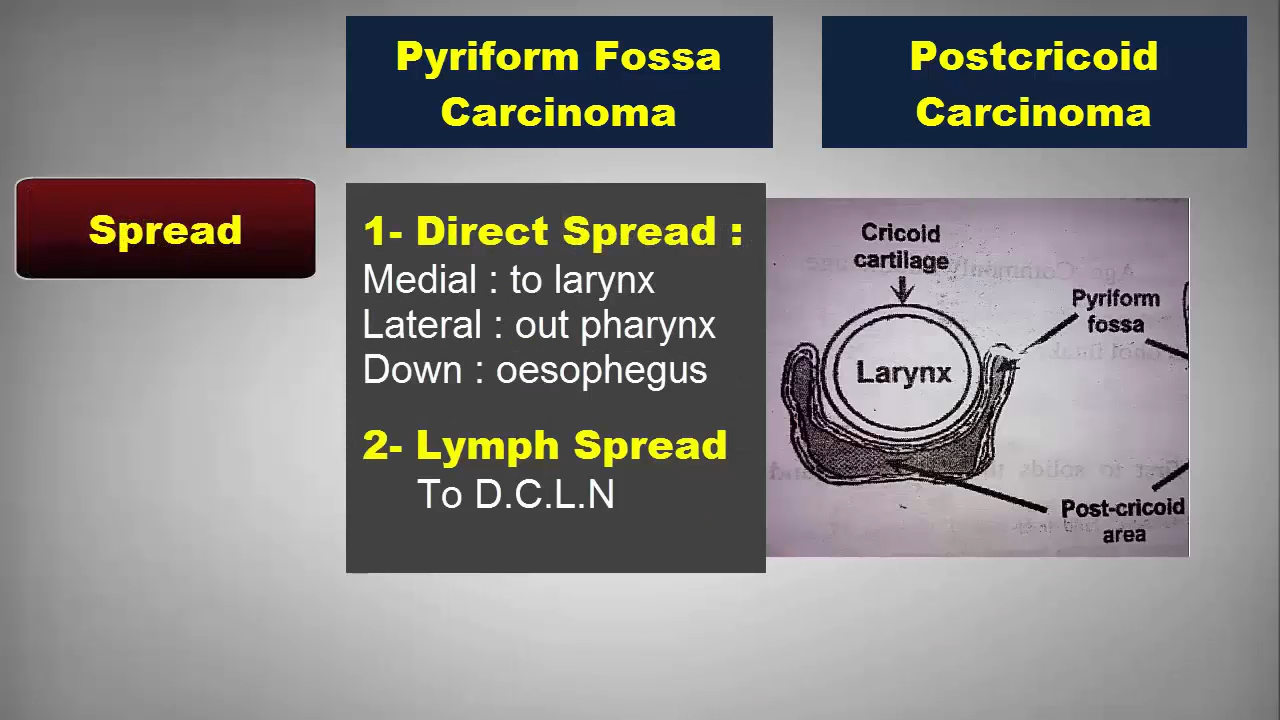 Pyriform Fossa
Carcinoma
Postcricoid
Carcinoma
Spread
1- Direct Spread :
Medial : to larynx
Lateral : out pharynx
Down : oesophegus
2- Lymph Spread
To D.C.L.N
Cricoid
cartilage
Pyriform
fossa
Larynx
Post-cricoid
area